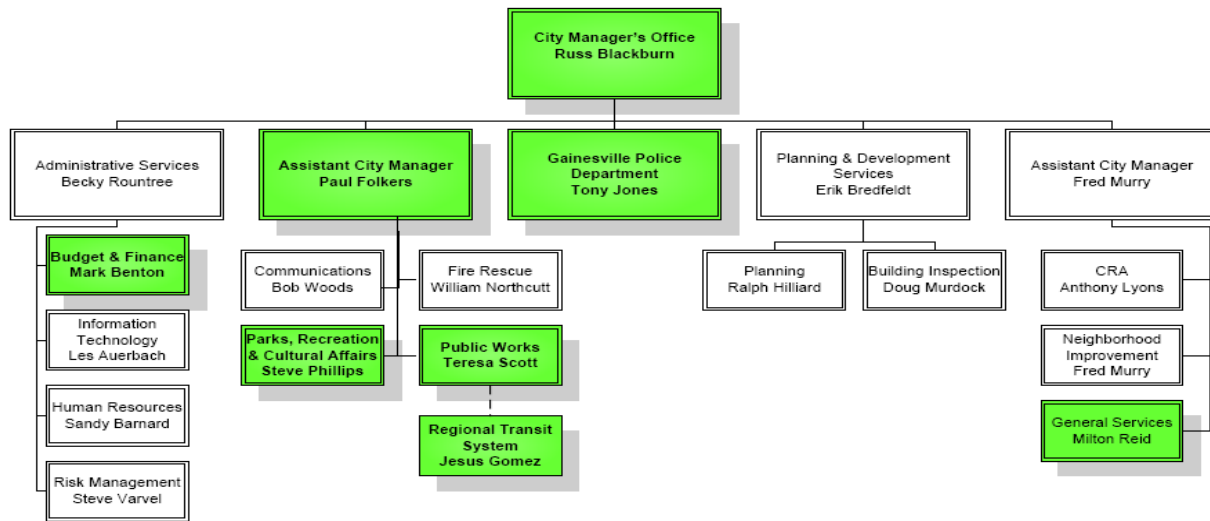 City Manager's Office
Russ Blackburn
Administrative Services
Becky Rountree
Assistant City Manager
Paul Folkers
Gainesville Police
Department
Tony Jones
Planning & Development
Services
Erik Bredfeldt
Assistant City Manager
Fred Murry
Budget & Finance
Mark Benton
Information
Technology
Les Auerbach
Human Resources
Sandy Barnard
Risk Management
Steve Varvel
Communications
Bob Woods
Fire Rescue
William Northcutt
Parks, Recreation
& Cultural Affairs
Steve Phillips
Public Works
Teresa Scott
Regional Transit
System
Jesus Gomez
Planning
Ralph Hilliard
Building Inspection
Doug Murdock
CRA
Anthony Lyons
Neighborhood
Improvement
Fred Murry
General Services
Milton Reid